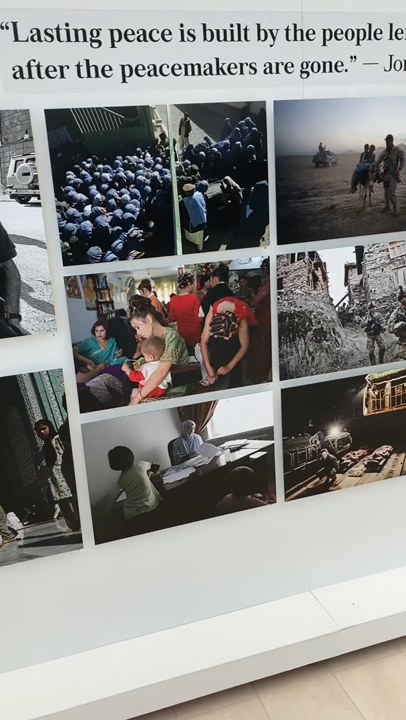 “Lasting peace is built by the people le
after the peacemakers are gone.” — Jo